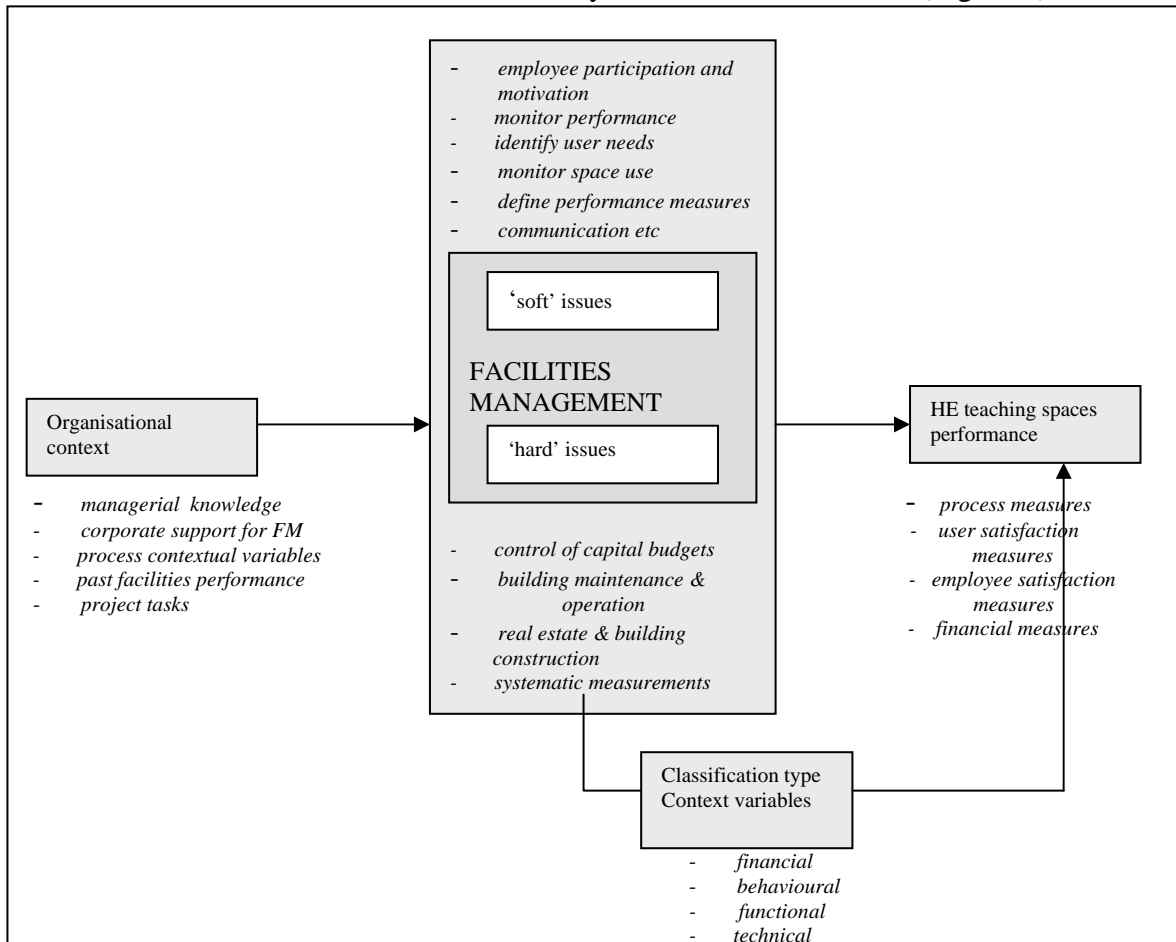 - employee participation and
motivation
- monitor performance
- identify user needs
- monitor space use
- define performance measures
- communication etc
‘soft’ issues
FACILITIES
MANAGEMENT
‘hard’ issues
Organisational
context
- managerial knowledge
- corporate support for FM
- process contextual variables
- past facilities performance
- project tasks
- control of capital budgets
- building maintenance &
operation
- real estate & building
construction
- systematic measurements
HE teaching spaces
performance
- process measures
- user satisfaction
measures
- employee satisfaction
measures
- financial measures
Classification type
Context variables
- financial
- behavioural
- functional
- technical